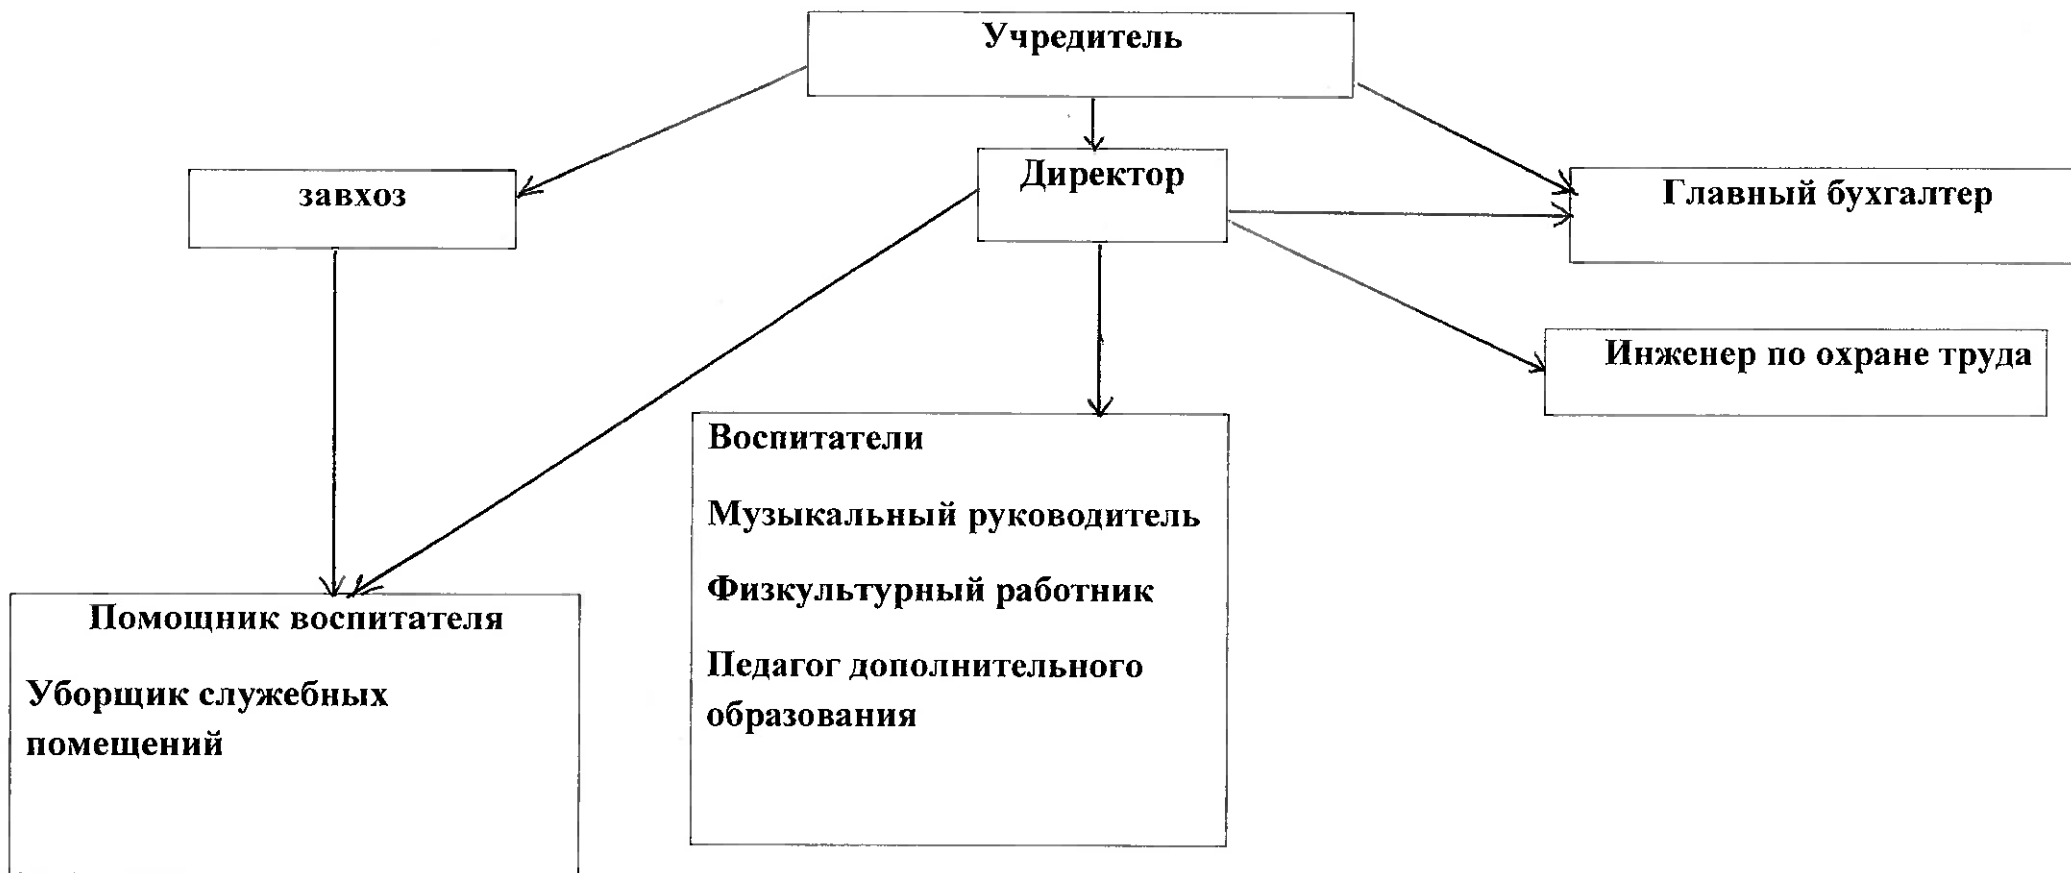 Учредитель
Директор
завхоз
Главный бухгалтер
Инженер по охране труда
Воспитатели
Музыкальный руководитель
Физкультурный работник
Педагог дополнительного
образования
Помощник воспитателя
Уборщик служебных
помещений